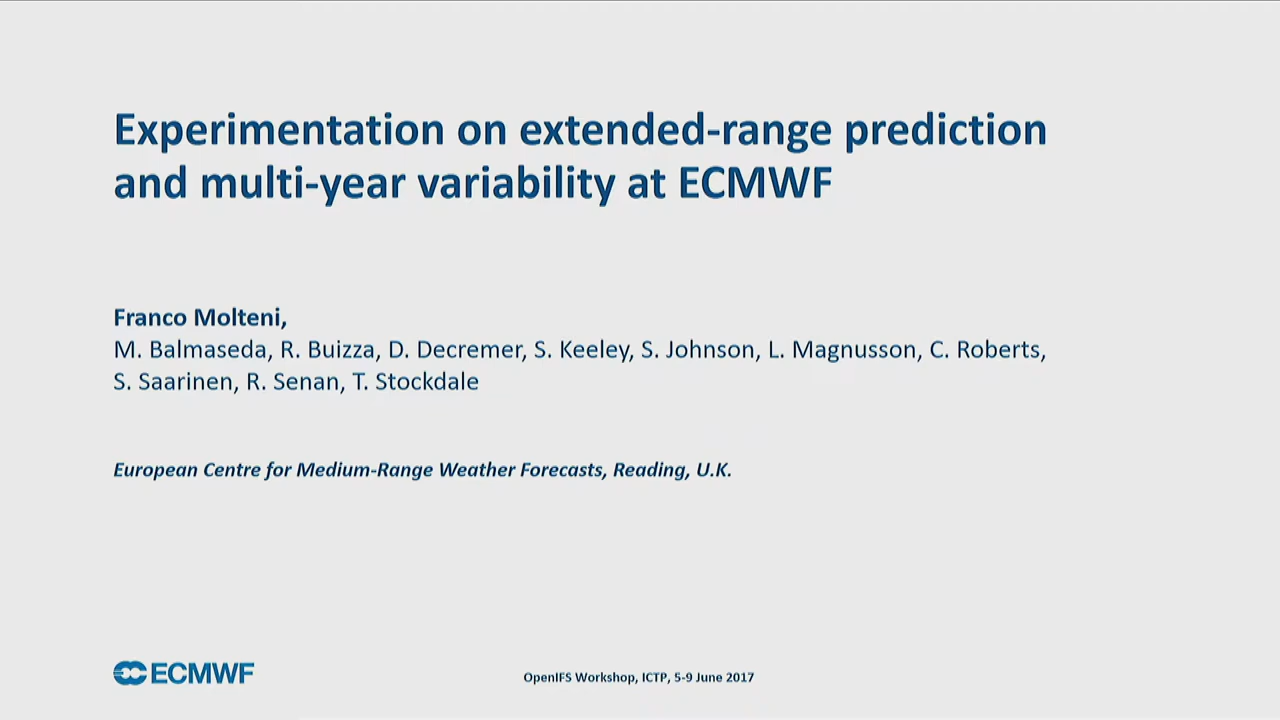 Experimentation on extended-range prediction
and multi-year variability at ECMWF
Franco Molteni,
M. Balmaseda, R. Buizza, D. Decremer, S. Keeley, S. Johnson, L. Magnusson, C. Roberts,
S. Saarinen, R. Senan, T. Stockdale
European Centre for Medium-Range Weather Forecasts, Reading, U.K.
ECMWF
OpenIFS Workshop, ICTP, 5-9 June 2017